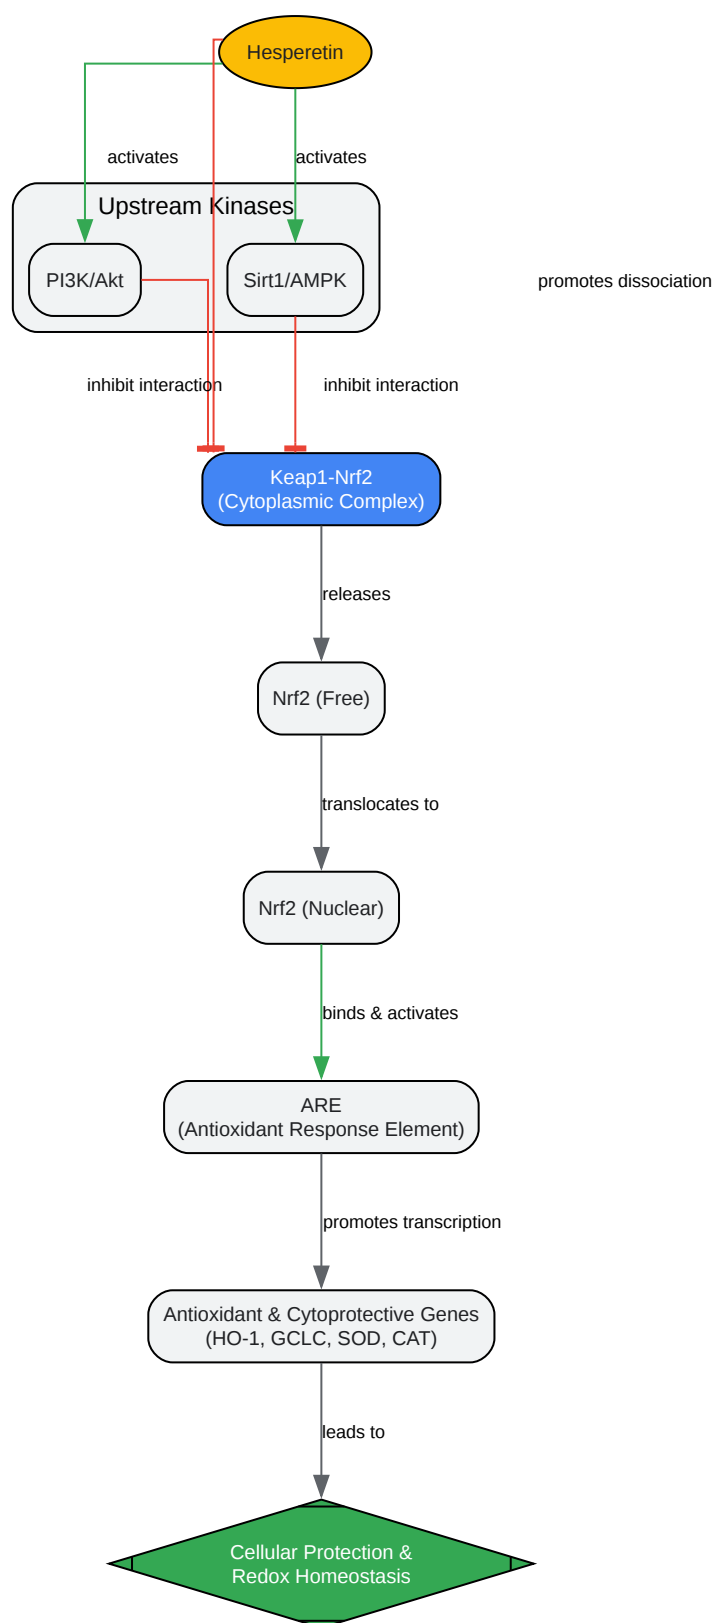 Hesperetin
activates
activates
Upstream Kinases
PI3K/Akt
Sirt1/AMPK
promotes dissociation
inhibit interaction
inhibit interaction
Keap1-Nrf2
(Cytoplasmic Complex)
releases
Nrf2 (Free)
translocates to
Nrf2 (Nuclear)
binds & activates
ARE
(Antioxidant Response Element)
promotes transcription
Antioxidant & Cytoprotective Genes
(HO-1, GCLC, SOD, CAT)
leads to
Cellular Protection &
Redox Homeostasis